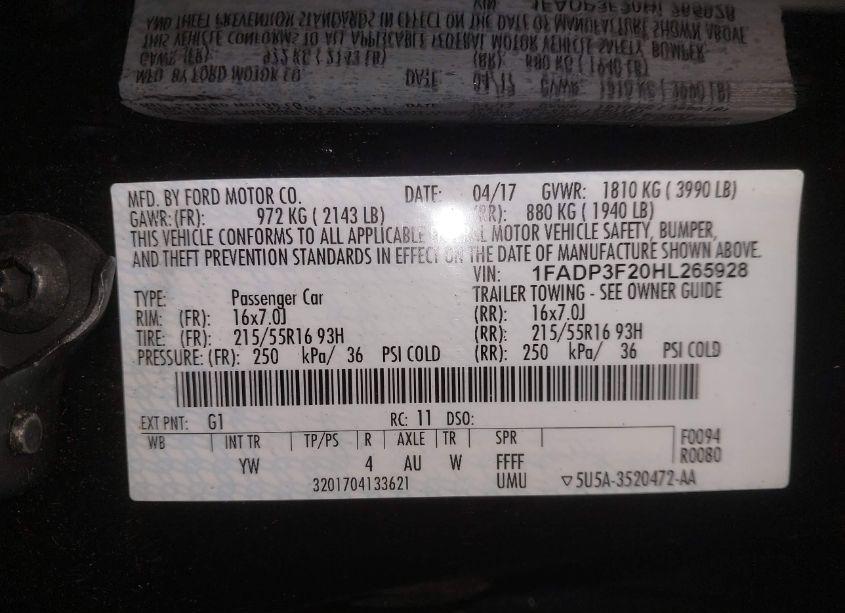 MFD. BY FORD MOTOR CO. DATE: 04/17 GVWR: 1810 KG ( 3990 LB)
GAWR: (FR): 972 KG ( 2143 LB) (RR): 880 KG ( 1940 LB)
THIS VEHICLE CONFORMS TO ALL APPLICABLE MOTOR VEHICLE SAFETY, BUMPER,
AND THEFT PREVENTION STANDARDS IN EFFECT ON THE DATE OF MANUFACTURE SHOWN ABOVE.
VIN: 1FADP3F20HL265928
TYPE: Passenger Car TRAILER TOWING - SEE OWNER GUIDE
RIM: (FR): 16x7.0J (RR): 16x7.0J
TIRE: (FR): 215/55R16 93H (RR): 215/55R16 93H
PRESSURE: (FR): 250 kPa/ 36 PSI COLD (RR): 250 kPa/ 36 PSI COLD
EXT PNT: G1 RC: 11 DSO:
WB INT TR TP/PS R AXLE TR SPR F0094
YW 4 AU W FFFF R0080
3201704133621 UMU ▽5U5A-3520472-AA